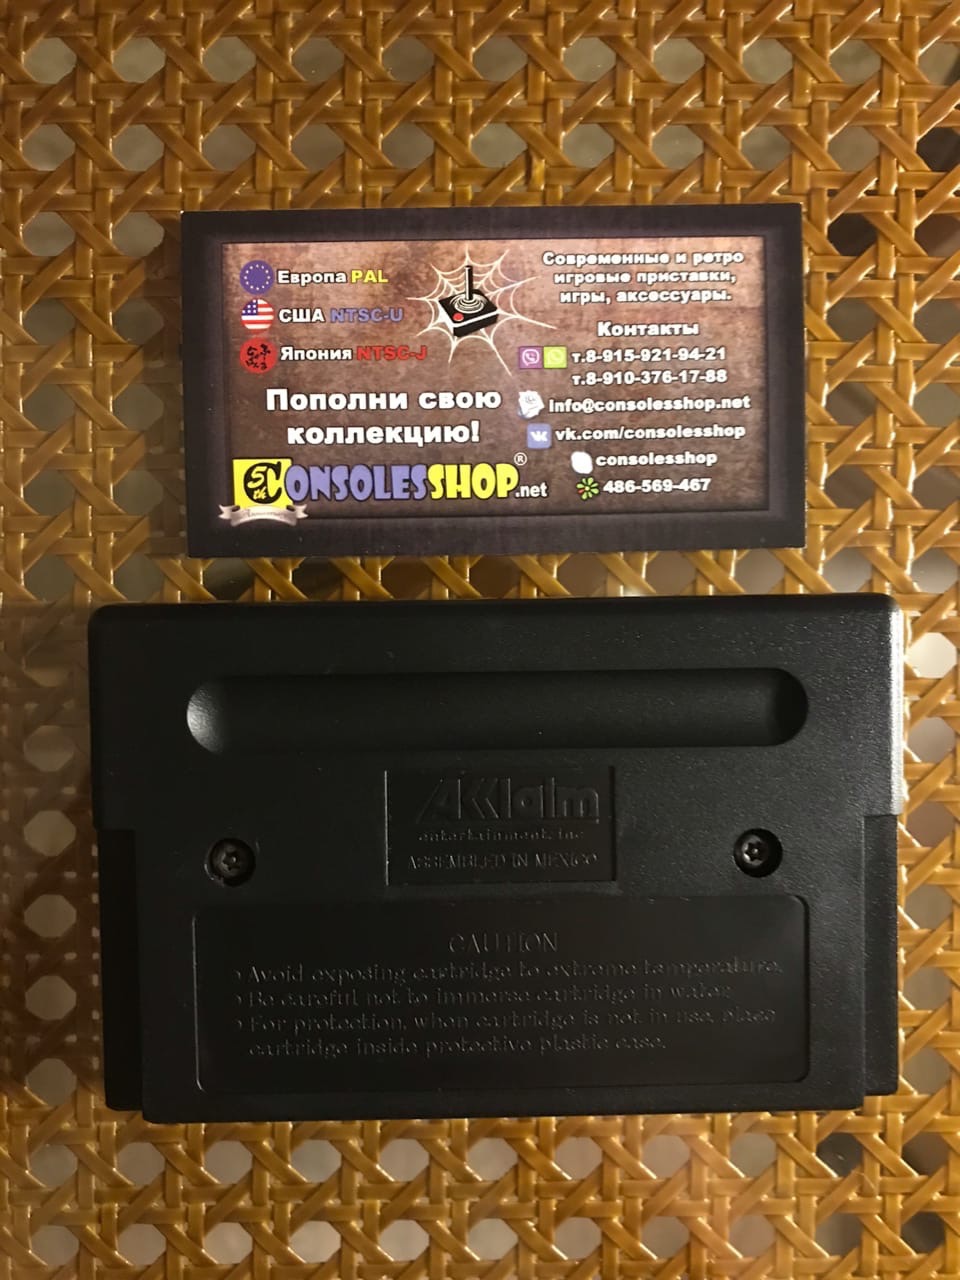 Европа PAL
США NTSC-U
Япония NTSC-J
Пополни свою
коллекцию!
5th
CONSOLESSHOP.net
®
Anniversary
Современные и ретро
игровые приставки,
игры, аксессуары.
Контакты
т.8-915-921-94-21
т.8-910-376-17-88
info@consolesshop.net
vk.com/consolesshop
consolesshop
486-569-467
AKKlaim
entertainment, inc.
ASSEMBLED IN MEXICO
CAUTION
Avoid exposing cartridge to extreme temperature.
Be careful not to immerse cartridge in water.
For protection, when cartridge is not in use, place
cartridge inside protective plastic case.